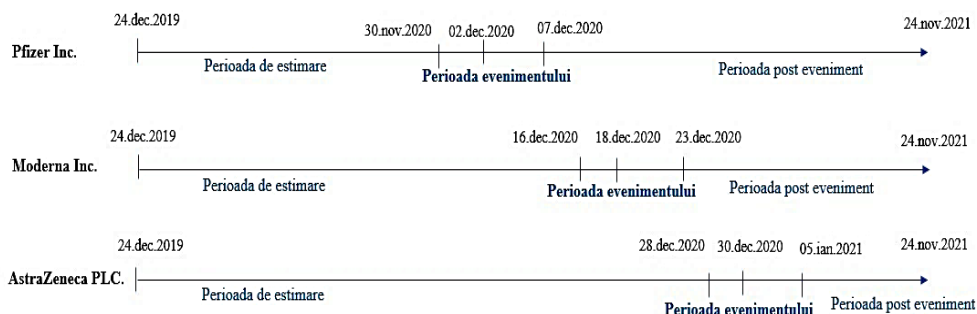 24.dec.2019 30.nov.2020 02.dec.2020 07.dec.2020 24.nov.2021
Pfizer Inc.
Perioada de estimare Perioada evenimentului Perioada post eveniment
24.dec.2019 16.dec.2020 18.dec.2020 23.dec.2020 24.nov.2021
Moderna Inc.
Perioada de estimare Perioada evenimentului Perioada post eveniment
24.dec.2019 28.dec.2020 30.dec.2020 05.ian.2021 24.nov.2021
AstraZeneca PLC.
Perioada de estimare Perioada evenimentului Perioada post eveniment